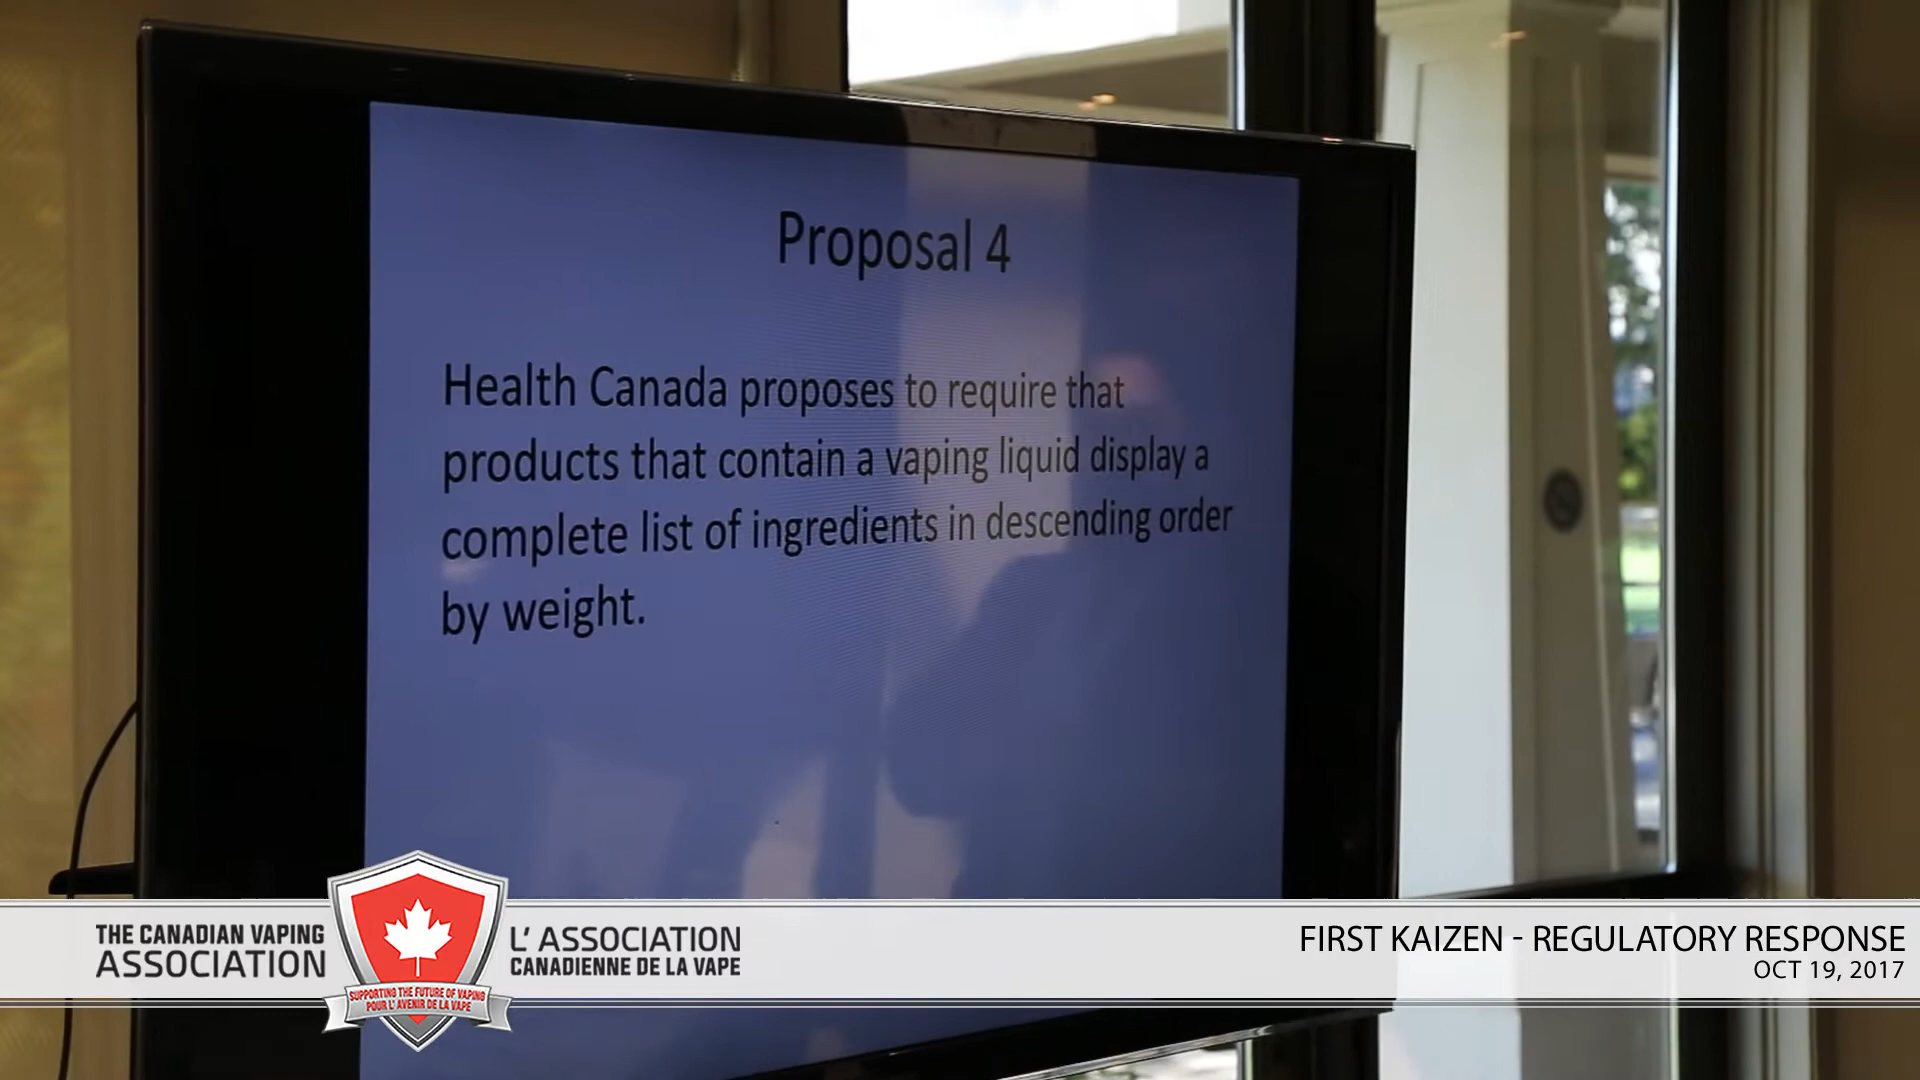 Proposal 4
Health Canada proposes to require that
products that contain a vaping liquid display a
complete list of ingredients in descending order
by weight.
THE CANADIAN VAPING
ASSOCIATION
SUPPORTING THE FUTURE OF VAPING
POUR L' AVENIR DE LA VAPE
L' ASSOCIATION
CANADIENNE DE LA VAPE
FIRST KAIZEN - REGULATORY RESPONSE
OCT 19, 2017